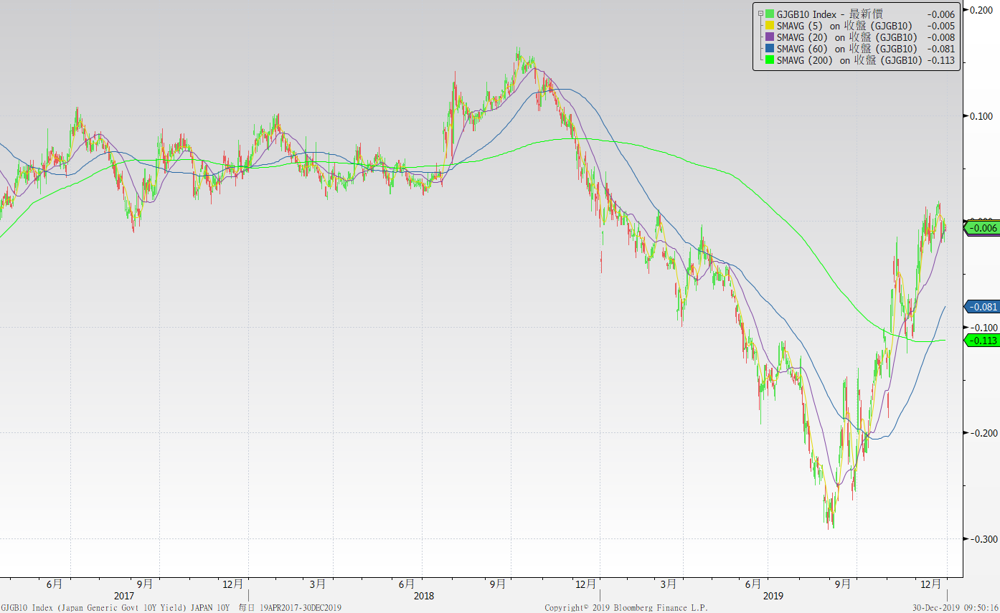 GJGB10 Index - 最新價 -0.006
SMAVG (5) on 收盤 (GJGB10) -0.005
SMAVG (20) on 收盤 (GJGB10) -0.008
SMAVG (60) on 收盤 (GJGB10) -0.081
SMAVG (200) on 收盤 (GJGB10) -0.113
0.200
0.100
-0.006
-0.081
-0.100
-0.113
-0.200
-0.300
6月 9月 12月 3月 6月 9月 12月 3月 6月 9月 12月
2017 2018 2019
GJGB10 Index (Japan Generic Govt 10Y Yield) JAPAN 10Y 每日 19APR2017-30DEC2019 Copyright© 2019 Bloomberg Finance L.P. 30-Dec-2019 09:50:16